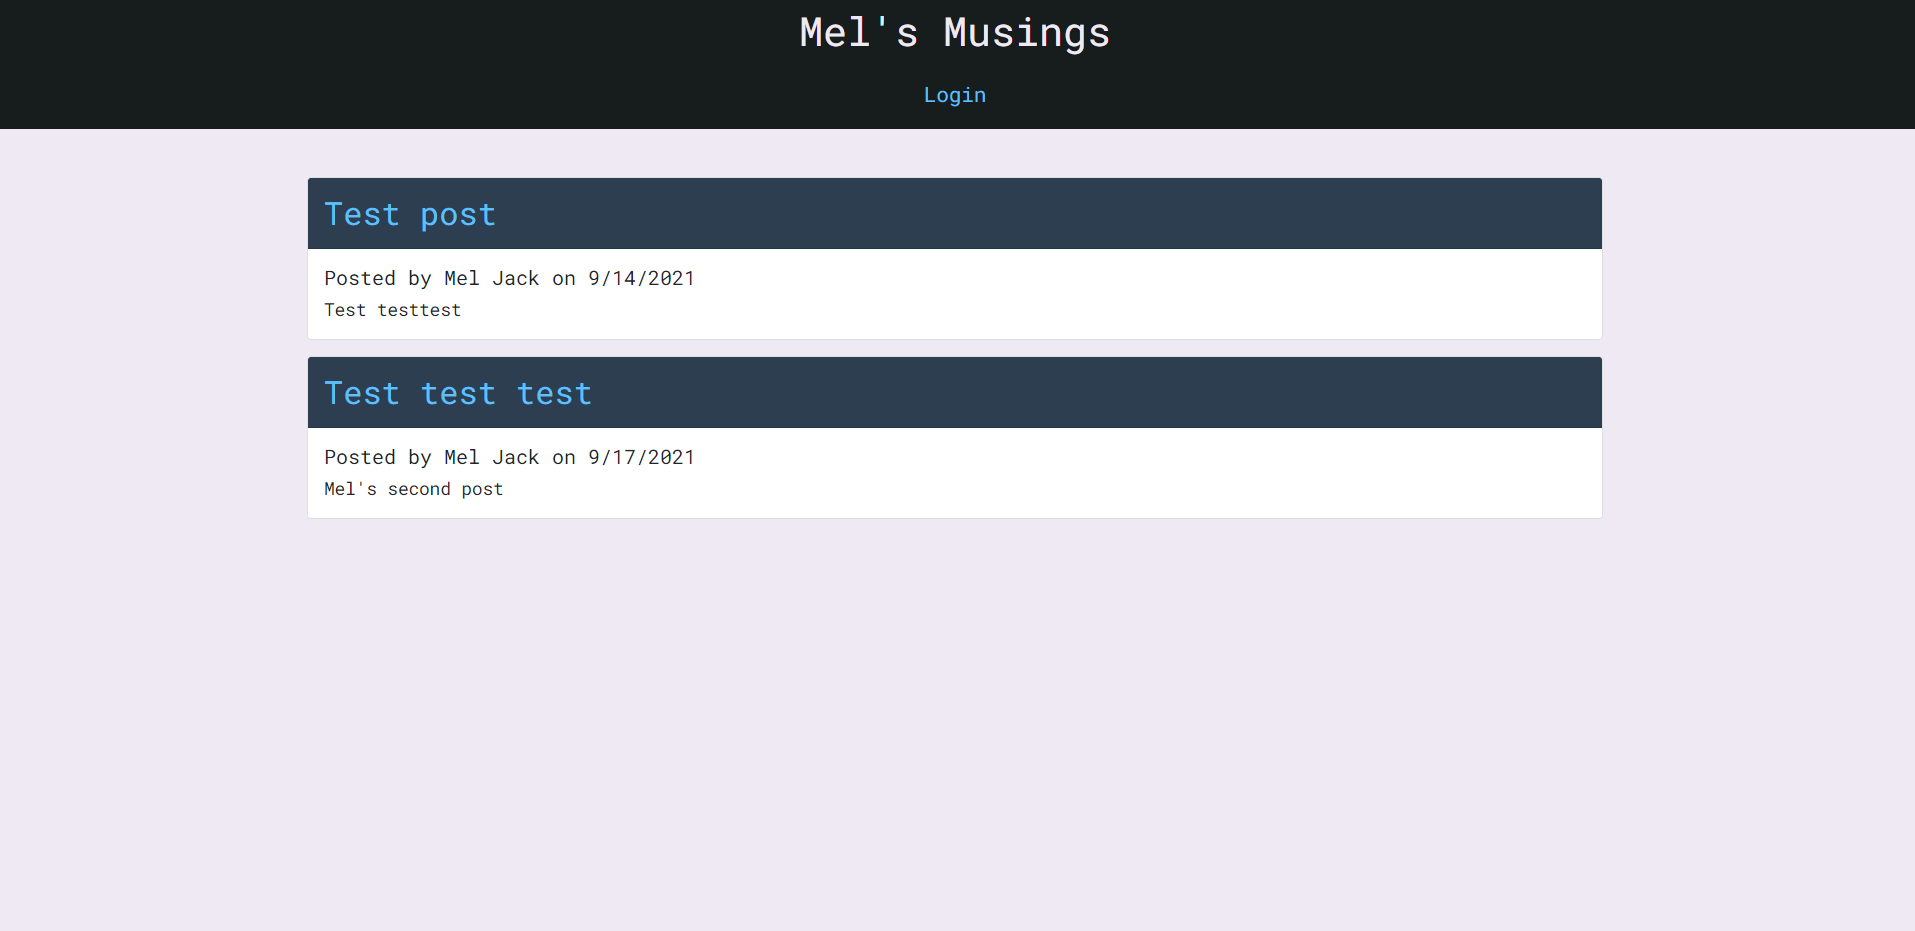 Mel's Musings
Login
Test post
Posted by Mel Jack on 9/14/2021
Test testtest
Test test test
Posted by Mel Jack on 9/17/2021
Mel's second post